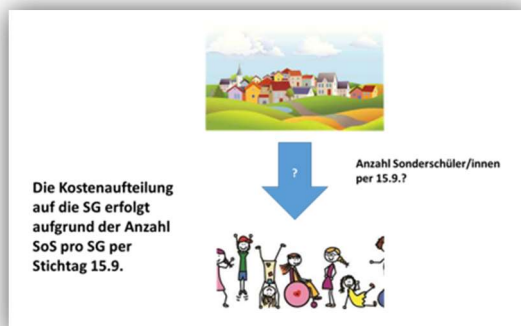 ?
Anzahl Sonderschüler/innen
per 15.9.?
Die Kostenaufteilung
auf die SG erfolgt
aufgrund der Anzahl
SoS pro SG per
Stichtag 15.9.